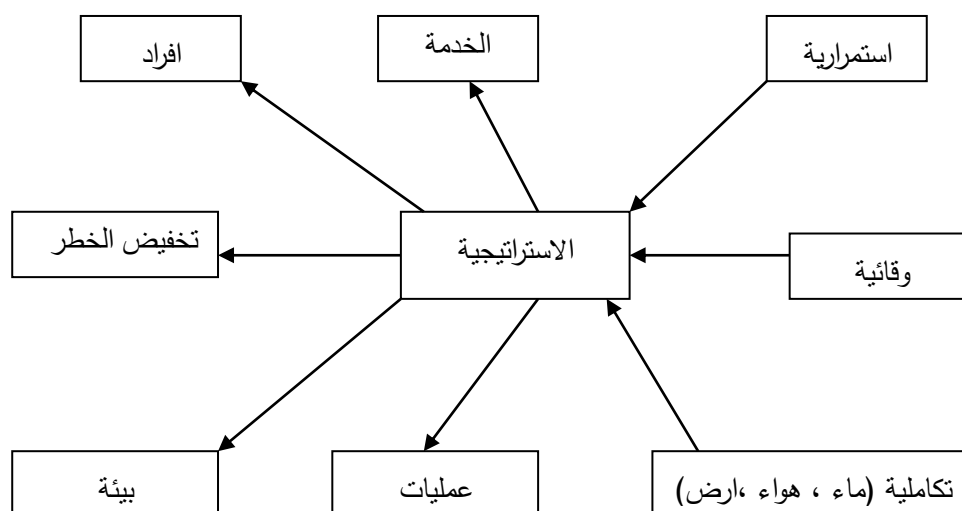 استمرارية
الخدمة
افراد
الاستراتيجية
تخفيض الخطر
وقائية
تكاملية (ماء ، هواء ،ارض)
عمليات
بيئة